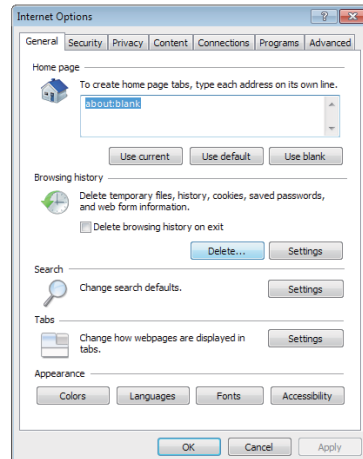 Internet Options
General Security Privacy Content Connections Programs Advanced
Home page
To create home page tabs, type each address on its own line.
about:blank
Use current Use default Use blank
Browsing history
Delete temporary files, history, cookies, saved passwords,
and web form information.
Delete browsing history on exit
Delete... Settings
Search
Change search defaults. Settings
Tabs
Change how webpages are displayed in
tabs. Settings
Appearance
Colors Languages Fonts Accessibility
OK Cancel Apply